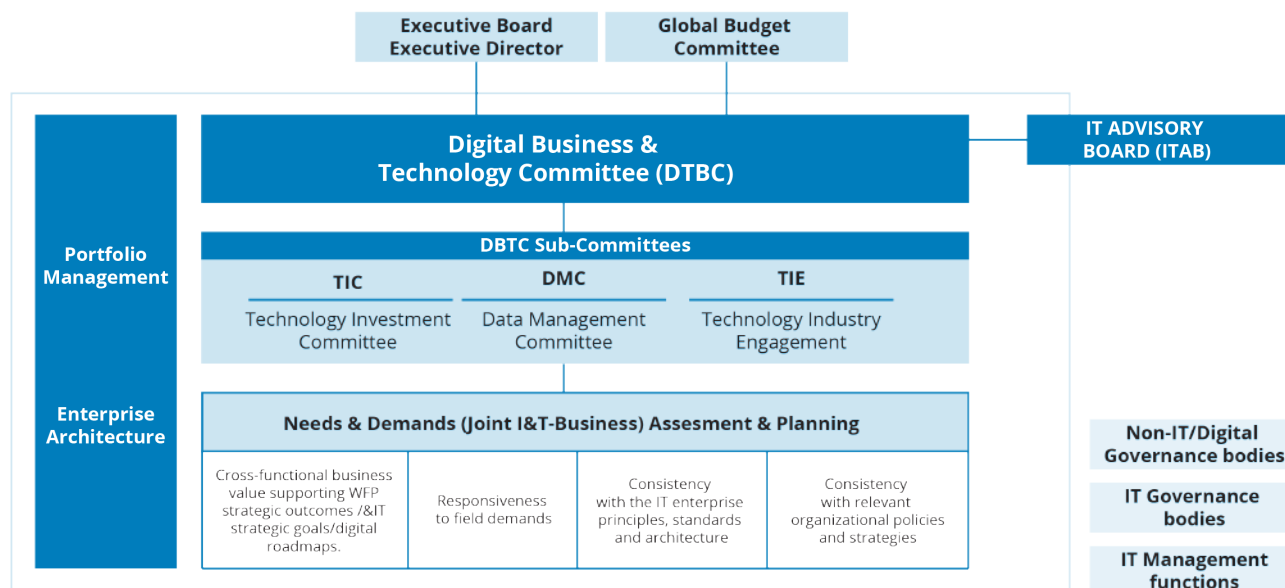 Executive Board
Executive Director
Global Budget
Committee
Digital Business &
Technology Committee (DTBC)
IT ADVISORY
BOARD (ITAB)
Portfolio
Management
Enterprise
Architecture
DBTC Sub-Committees
TIC
Technology Investment
Committee
DMC
Data Management
Committee
TIE
Technology Industry
Engagement
Needs & Demands (Joint I&T-Business) Assesment & Planning
Cross-functional business
value supporting WFP
strategic outcomes /&IT
strategic goals/digital
roadmaps.
Responsiveness
to field demands
Consistency
with the IT enterprise
principles, standards
and architecture
Consistency
with relevant
organizational policies
and strategies
Non-IT/Digital
Governance bodies
IT Governance
bodies
IT Management
functions